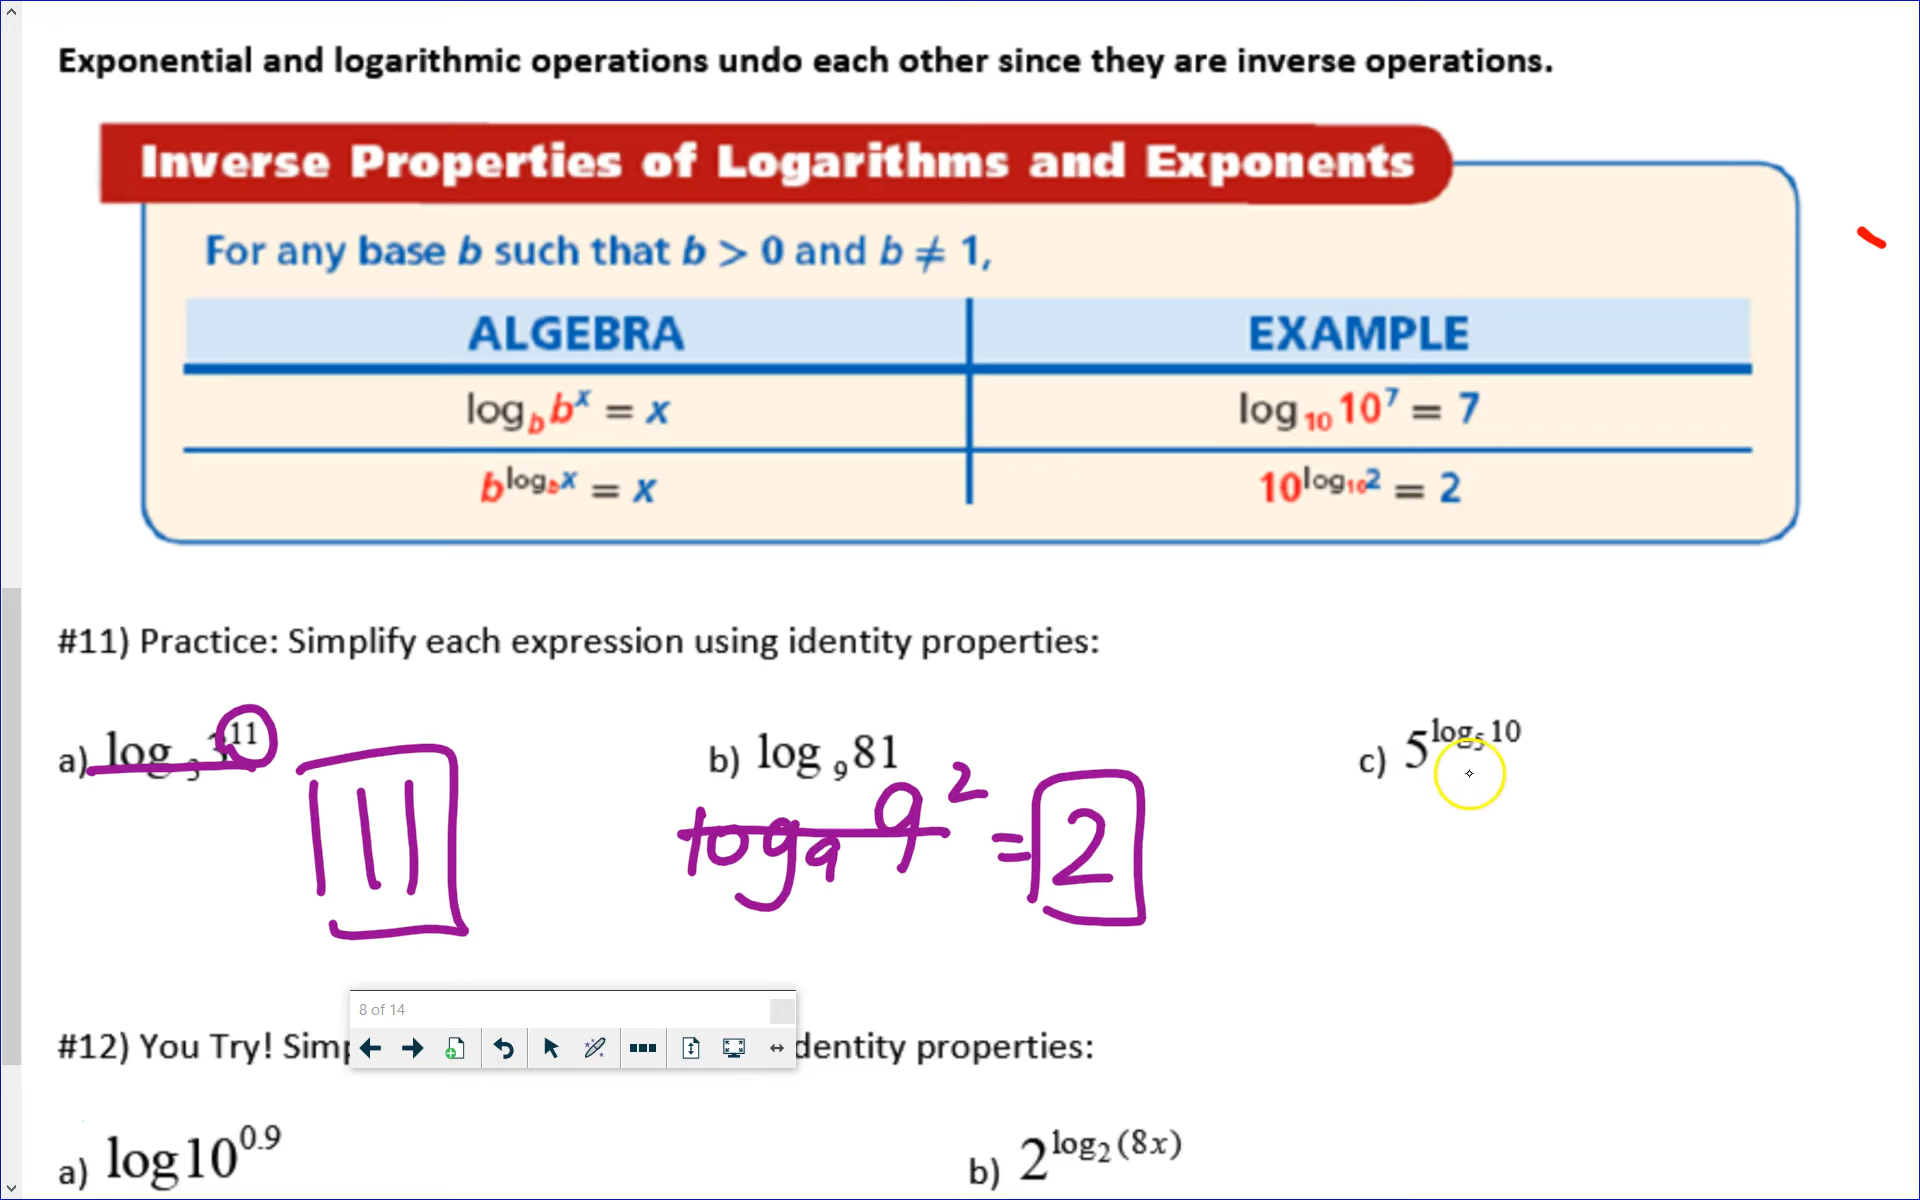 Exponential and logarithmic operations undo each other since they are inverse operations.
Inverse Properties of Logarithms and Exponents
For any base b such that b > 0 and b ≠ 1,
ALGEBRA EXAMPLE
log_b b^x = x log_10 10^7 = 7
b^(log_b x) = x 10^(log_10 2) = 2
#11) Practice: Simplify each expression using identity properties:
a) log_3 3^11 b) log_9 81 c) 5^(log_5 10)
11 log_9 9^2 = 2
8 of 14
#12) You Try! Simp dentity properties:
a) log10^0.9 b) 2^(log_2 (8x))